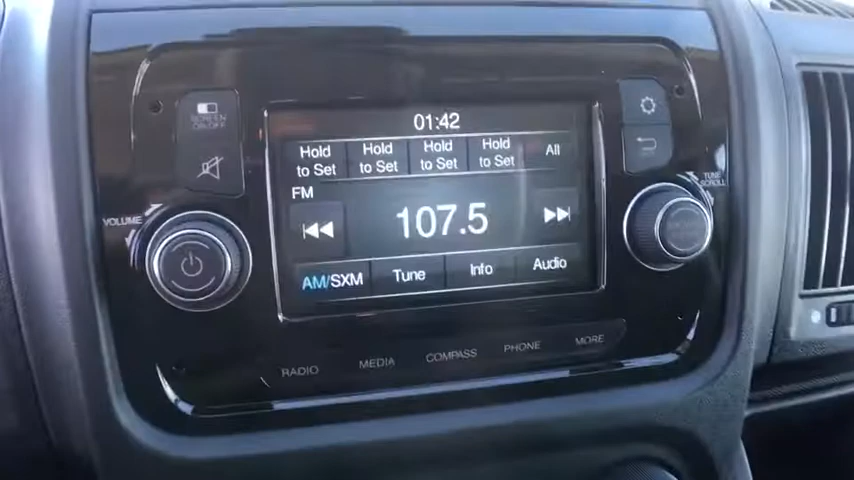 01:42
SCREEN
ON/OFF
Hold
to Set
Hold
to Set
Hold
to Set
Hold
to Set
All
FM
107.5
AM/SXM
Tune
Info
Audio
VOLUME
TUNE
SCROLL
RADIO
MEDIA
COMPASS
PHONE
MORE